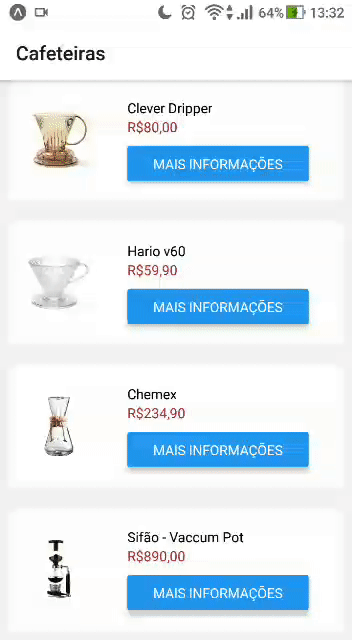 64% 13:32
Cafeteiras
Clever Dripper
R$80,00
MAIS INFORMAÇÕES
Hario v60
R$59,90
MAIS INFORMAÇÕES
Chemex
R$234,90
MAIS INFORMAÇÕES
Sifão - Vaccum Pot
R$890,00
MAIS INFORMAÇÕES